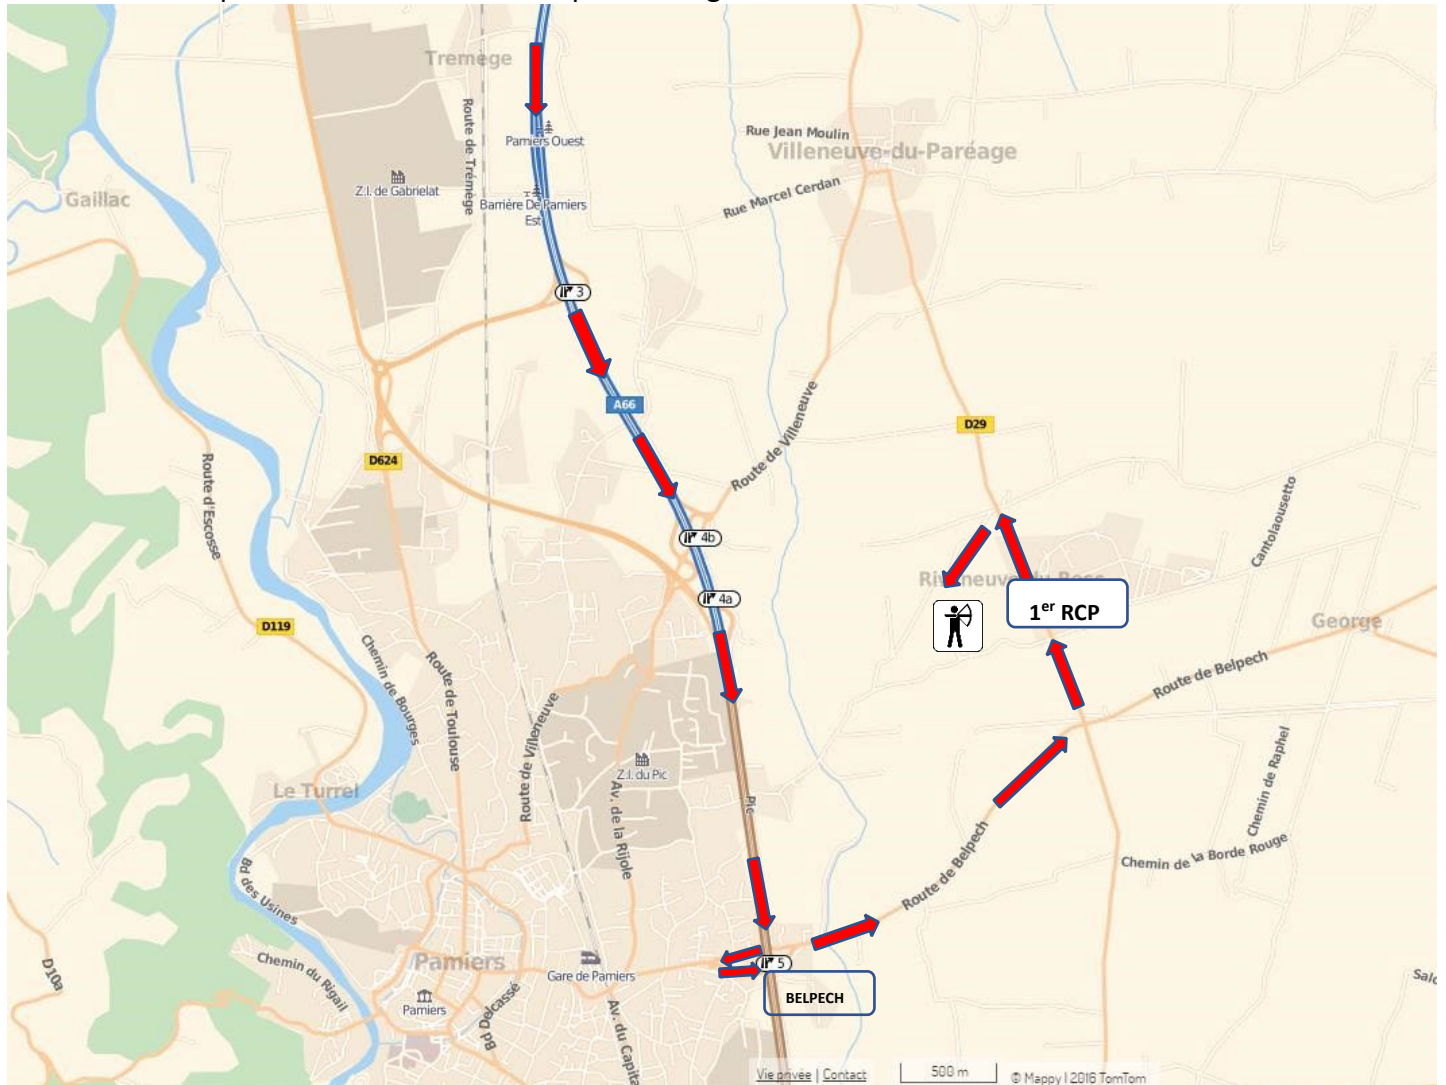 Tremege
Route de Trémège
Pamiers Ouest
Z.I. de Gabrielat
Barrière De Pamiers
Est
Rue Jean Moulin
Villeneuve-du-Paréage
Rue Marcel Cerdan
Gaillac
3
A66
D29
Route de Villeneuve
D624
Route d'Escosse
4b
4a
Cantolaousetto
1er RCP
George
D119
Chemin de Bourges
Route de Toulouse
Route de Belpech
Route de Villeneuve
Z.I. du Pic
Pic
Av. de la Rijole
Le Turrel
Chemin de Raphel
Route de Belpech
Chemin de la Borde Rouge
Bd des Usines
D10a
Chemin du Rigail
Pamiers
Gare de Pamiers
5
BELPECH
Pamiers
Bd Delcassé
Av. du Capita
Salo
Vie privée | Contact
500 m
© Mappy | 2016 TomTom